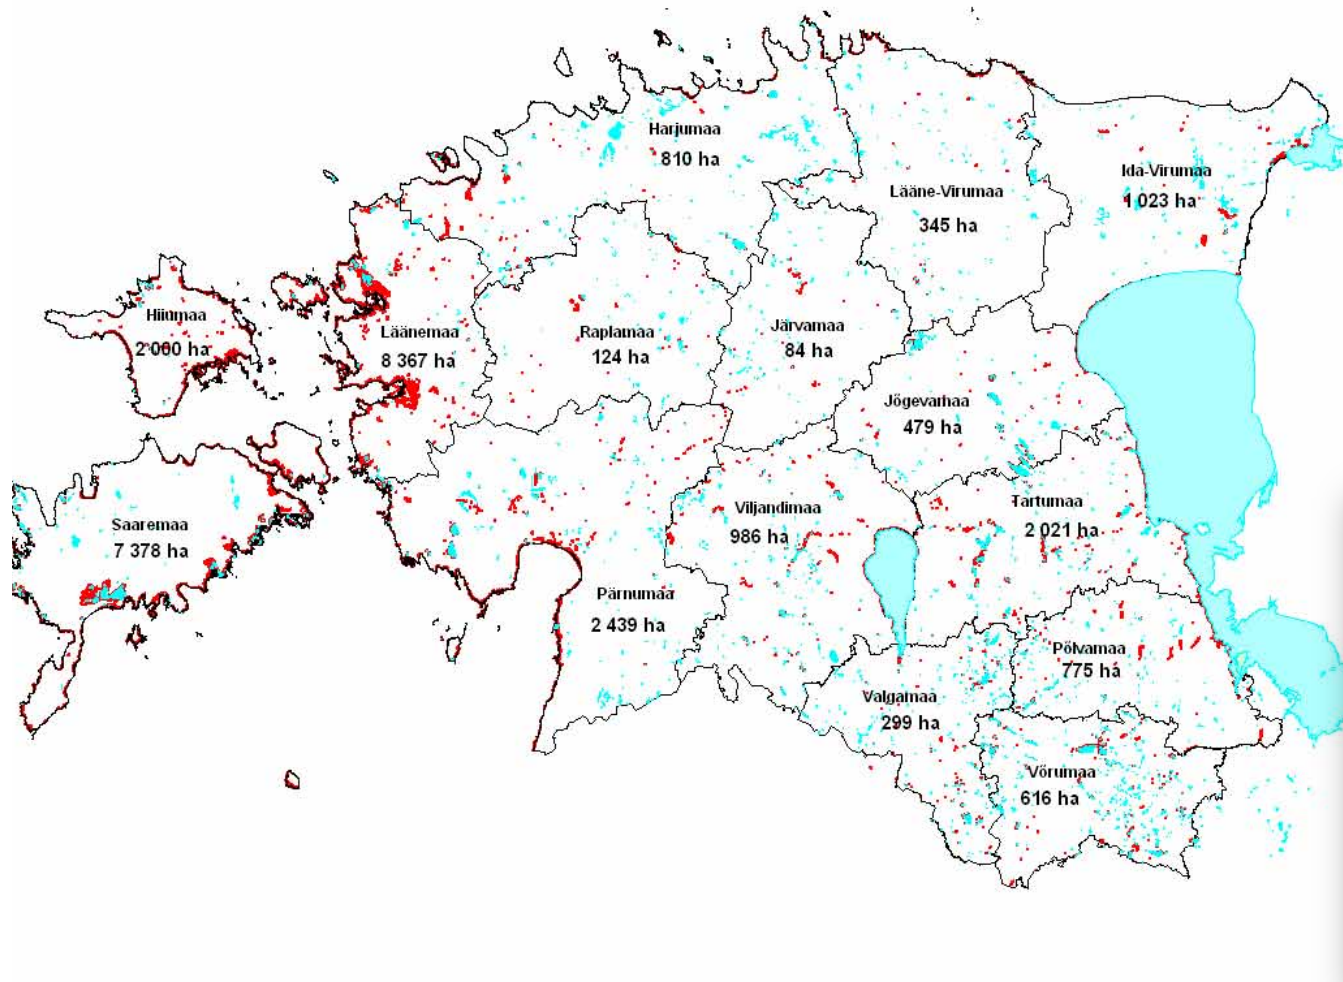 Harjumaa
810 ha
Ida-Virumaa
1 023 ha
Lääne-Virumaa
345 ha
Hiiumaa
2 000 ha
Läänemaa
8 367 ha
Raplamaa
124 ha
Järvamaa
84 ha
Jõgevamaa
479 ha
Saaremaa
7 378 ha
Viljandimaa
986 ha
Tartumaa
2 021 ha
Pärnumaa
2 439 ha
Põlvamaa
775 ha
Valgamaa
299 ha
Võrumaa
616 ha